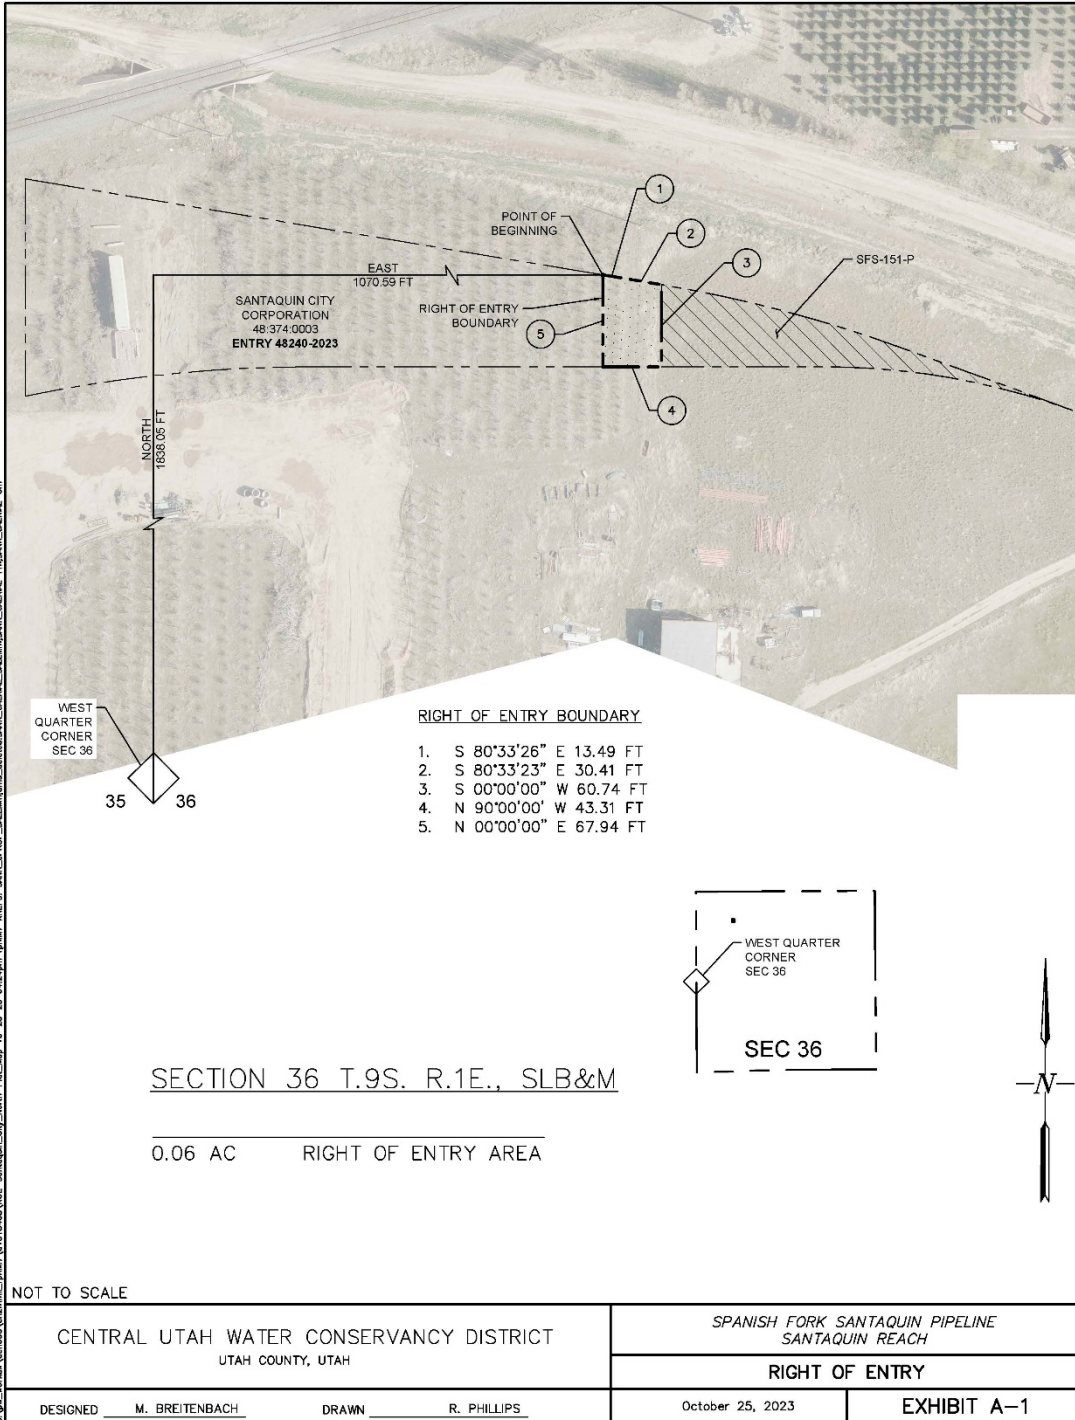 1
POINT OF
BEGINNING
2
3
SFS-151-P
EAST
1070.59 FT
SANTAQUIN CITY
CORPORATION
48:374:0003
ENTRY 48240-2023
RIGHT OF ENTRY
BOUNDARY
5
4
NORTH
1838.05 FT
WEST
QUARTER
CORNER
SEC 36
35
36
RIGHT OF ENTRY BOUNDARY
1. S 80°33'26" E 13.49 FT
2. S 80°33'23" E 30.41 FT
3. S 00°00'00" W 60.74 FT
4. N 90°00'00' W 43.31 FT
5. N 00°00'00" E 67.94 FT
WEST QUARTER
CORNER
SEC 36
SEC 36
SECTION 36 T.9S. R.1E., SLB&M
N
0.06 AC RIGHT OF ENTRY AREA
NOT TO SCALE
CENTRAL UTAH WATER CONSERVANCY DISTRICT
UTAH COUNTY, UTAH
SPANISH FORK SANTAQUIN PIPELINE
SANTAQUIN REACH
RIGHT OF ENTRY
DESIGNED M. BREITENBACH DRAWN R. PHILLIPS
October 25, 2023
EXHIBIT A-1